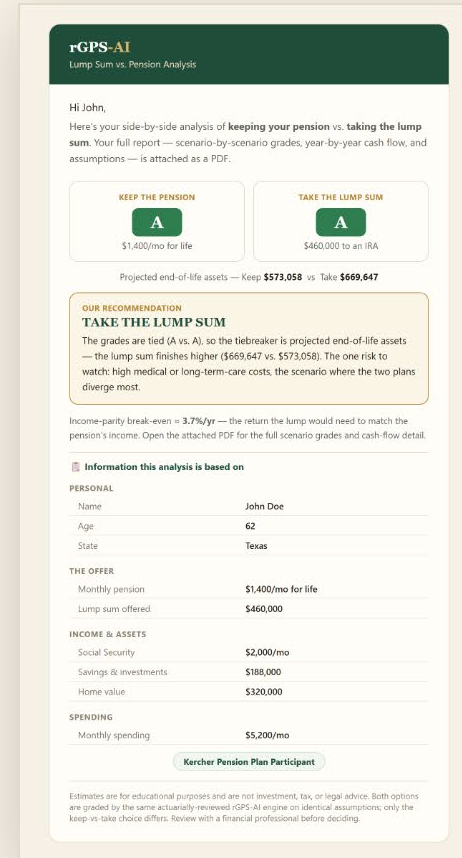 rGPS-AI
Lump Sum vs. Pension Analysis
Hi John,
Here's your side-by-side analysis of keeping your pension vs. taking the lump
sum. Your full report — scenario-by-scenario grades, year-by-year cash flow, and
assumptions — is attached as a PDF.
KEEP THE PENSION
A
$1,400/mo for life
TAKE THE LUMP SUM
A
$460,000 to an IRA
Projected end-of-life assets — Keep $573,058 vs Take $669,647
OUR RECOMMENDATION
TAKE THE LUMP SUM
The grades are tied (A vs. A), so the tiebreaker is projected end-of-life assets
— the lump sum finishes higher ($669,647 vs. $573,058). The one risk to
watch: high medical or long-term-care costs, the scenario where the two plans
diverge most.
Income-parity break-even ≈ 3.7%/yr — the return the lump would need to match the
pension's income. Open the attached PDF for the full scenario grades and cash-flow detail.
Information this analysis is based on
PERSONAL
Name John Doe
Age 62
State Texas
THE OFFER
Monthly pension $1,400/mo for life
Lump sum offered $460,000
INCOME & ASSETS
Social Security $2,000/mo
Savings & investments $188,000
Home value $320,000
SPENDING
Monthly spending $5,200/mo
Kercher Pension Plan Participant
Estimates are for educational purposes and are not investment, tax, or legal advice. Both options
are graded by the same actuarially-reviewed rGPS-AI engine on identical assumptions; only the
keep-vs-take choice differs. Review with a financial professional before deciding.